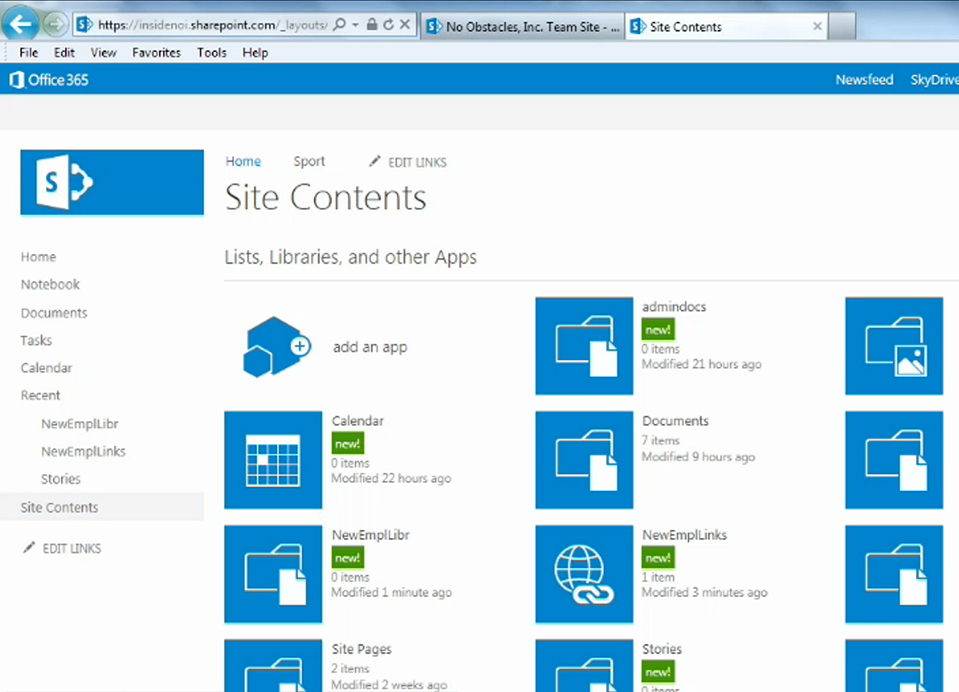 https://insidenoi.sharepoint.com/_layouts/
No Obstacles, Inc. Team Site - ...
Site Contents
File Edit View Favorites Tools Help
Office 365
Newsfeed
SkyDrive
S
Home
Sport
EDIT LINKS
Site Contents
Home
Notebook
Documents
Tasks
Calendar
Recent
NewEmplLibr
NewEmplLinks
Stories
Site Contents
EDIT LINKS
Lists, Libraries, and other Apps
add an app
admindocs
new!
0 items
Modified 21 hours ago
Calendar
new!
0 items
Modified 22 hours ago
Documents
7 items
Modified 9 hours ago
NewEmplLibr
new!
0 items
Modified 1 minute ago
NewEmplLinks
new!
1 item
Modified 3 minutes ago
Site Pages
2 items
Modified 2 weeks ago
Stories
new!
0 items